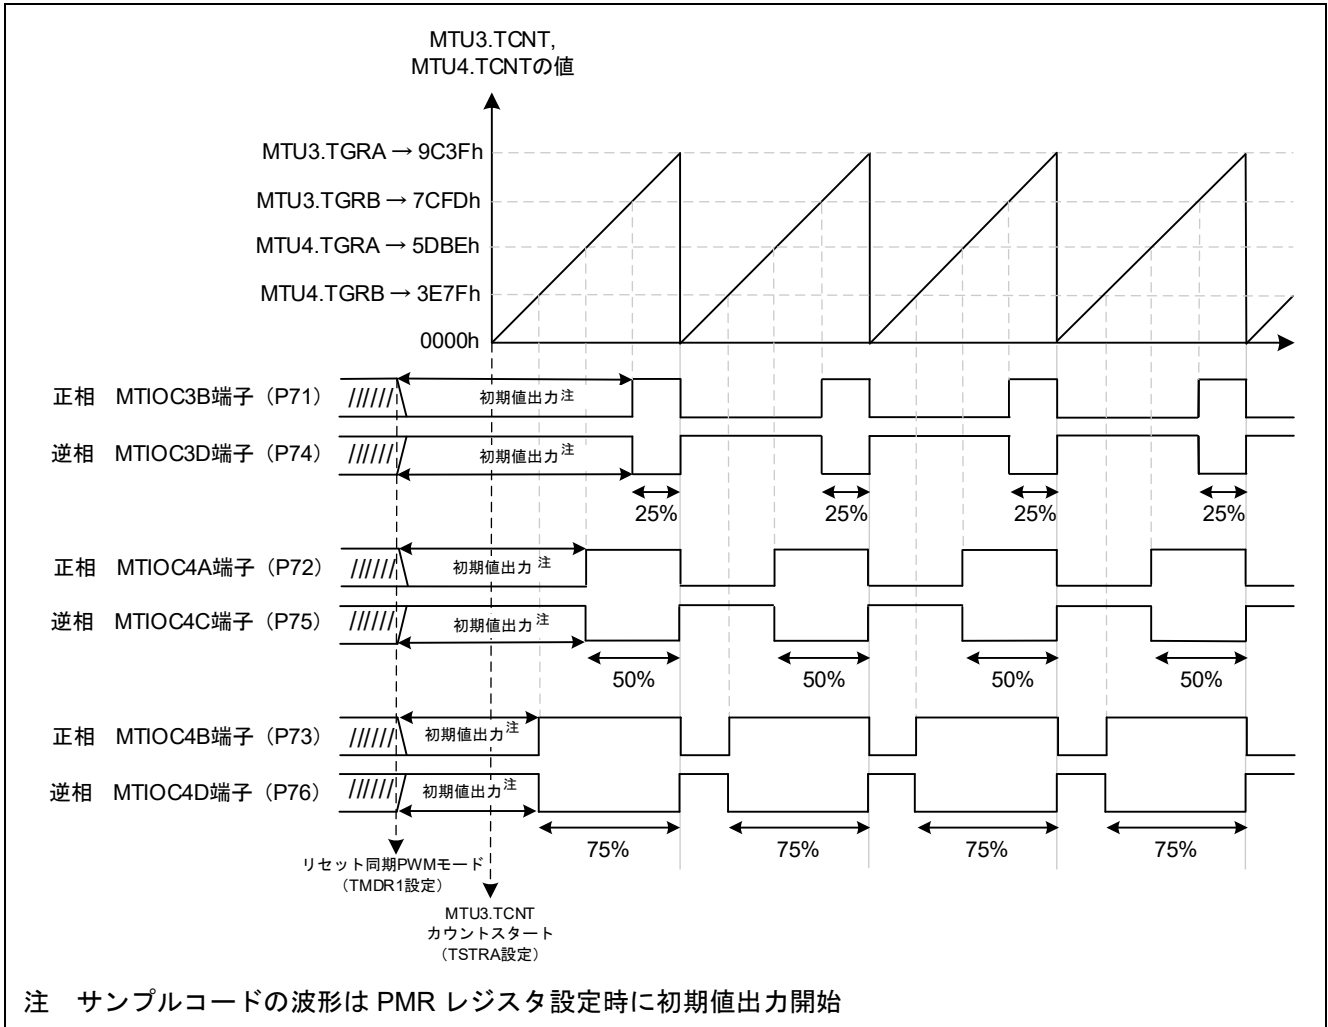 MTU3.TCNT,
MTU4.TCNTの値
MTU3.TGRA → 9C3Fh
MTU3.TGRB → 7CFDh
MTU4.TGRA → 5DBEh
MTU4.TGRB → 3E7Fh
0000h
正相 MTIOC3B端子（P71） 初期値出力注
逆相 MTIOC3D端子（P74） 初期値出力注
25% 25% 25% 25%
正相 MTIOC4A端子（P72） 初期値出力注
逆相 MTIOC4C端子（P75） 初期値出力注
50% 50% 50% 50%
正相 MTIOC4B端子（P73） 初期値出力注
逆相 MTIOC4D端子（P76） 初期値出力注
75% 75% 75% 75%
リセット同期PWMモード
（TMDR1設定）
MTU3.TCNT
カウントスタート
（TSTRA設定）
注 サンプルコードの波形は PMR レジスタ設定時に初期値出力開始